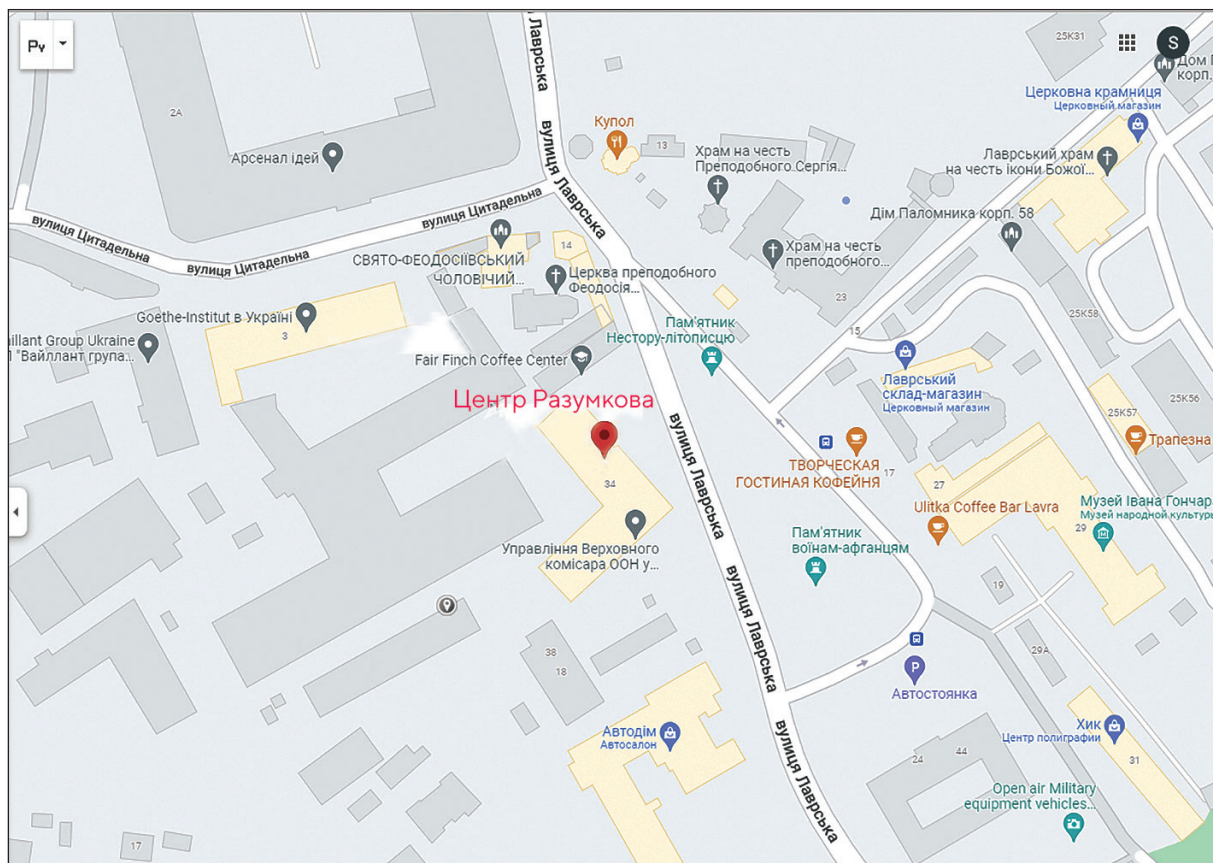 Ру
S
25К31
Дом
корп.
Церковна крамниця
Церковный магазин
2А
Купол
13
Арсенал ідей
Храм на честь
Преподобного Сергія...
Лаврський храм
на честь ікони Божої...
вулиця Лаврська
вулиця Лаврська
вулиця Цитадельна
вулиця Цитадельна
вулиця Цитадельна
Дім Паломника корп. 58
14
СВЯТО-ФЕОДОСІЇВСЬКИЙ
ЧОЛОВІЧИЙ...
Церква преподобного
Феодосія...
Храм на честь
преподобного...
23
Goethe-Institut в Україні
3
aillant Group Ukraine
П "Вайллант група...
Пам'ятник
Нестору-літописцю
15
25К58
Fair Finch Coffee Center
Лаврський
склад-магазин
Церковный магазин
25К57
25К56
Центр Разумкова
Трапезна
вулиця Лаврська
ТВОРЧЕСКАЯ
ГОСТИНАЯ КОФЕЙНЯ
17
34
27
Ulitka Coffee Bar Lavra
Музей Івана Гончар
Музей народной культуры
29
Управління Верховного
комісара ООН у...
Пам'ятник
воїнам-афганцям
19
вулиця Лаврська
38
18
29А
P
Автостоянка
Автодім
Автосалон
Хик
Центр полиграфии
вулиця Лаврська
24
44
31
Open air Military
equipment vehicles...
17